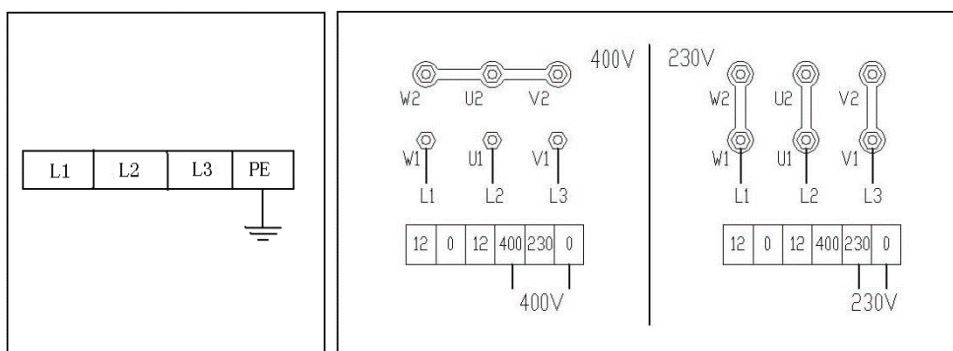 L1 L2 L3 PE
400V 230V
W2 U2 V2 W2 U2 V2
W1 U1 V1 W1 U1 V1
L1 L2 L3 L1 L2 L3
12 0 12 400 230 0 12 0 12 400 230 0
400V 230V